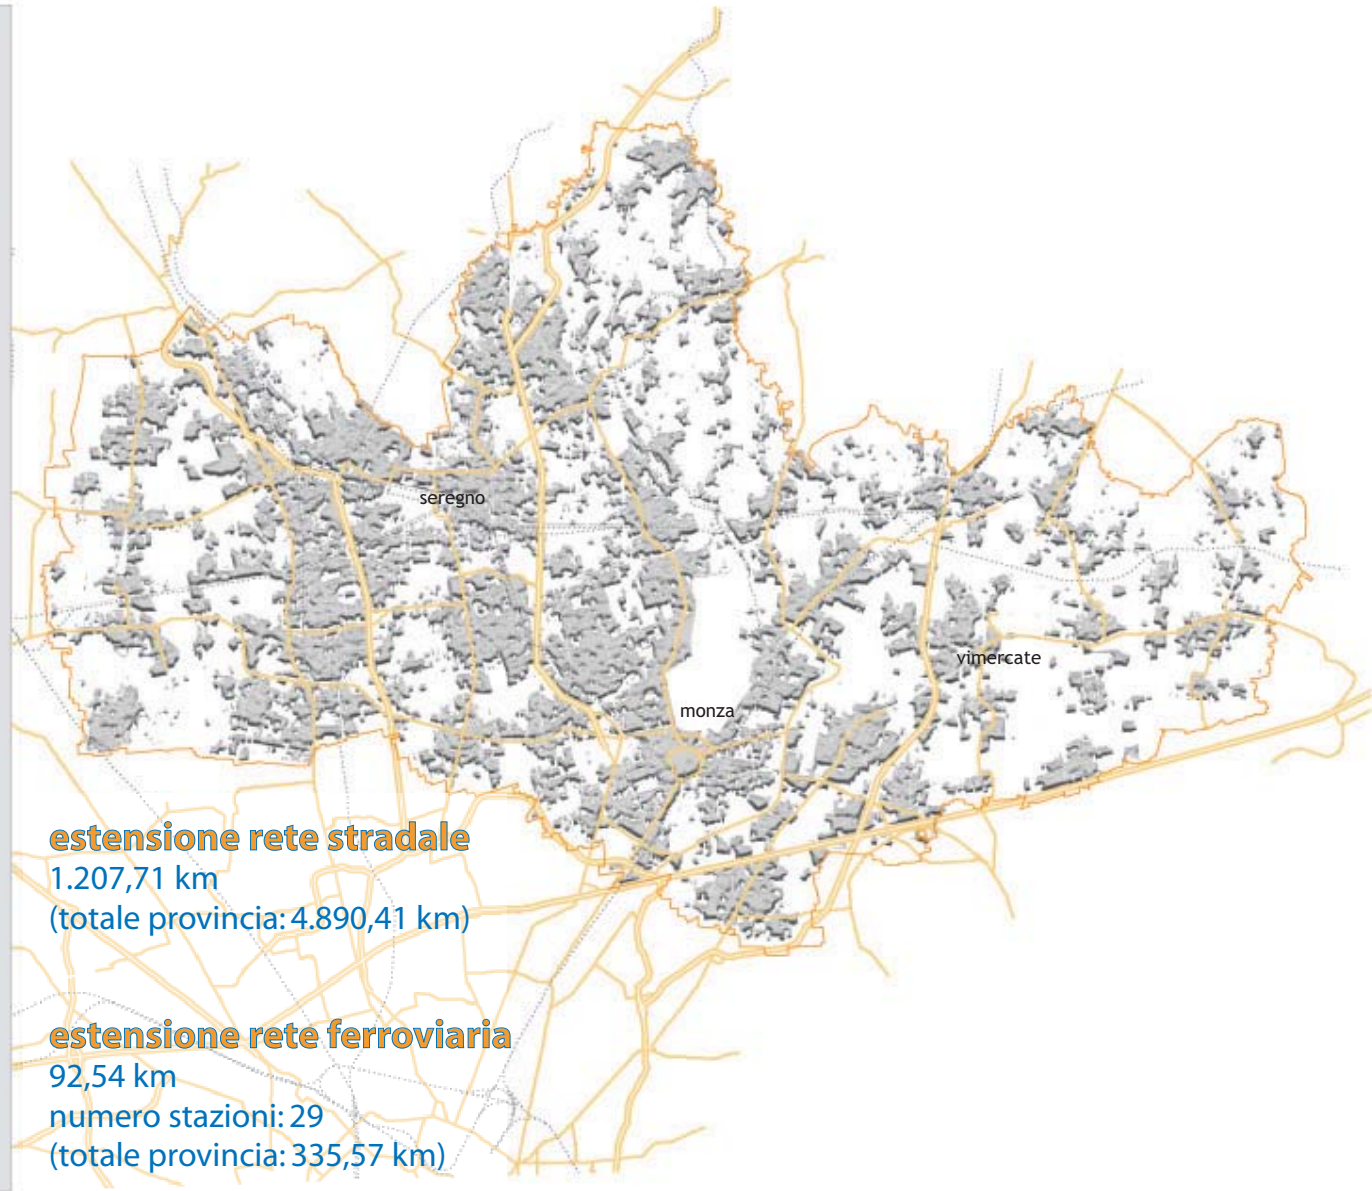 seregno
vimercate
monza
estensione rete stradale
1.207,71 km
(totale provincia: 4.890,41 km)
estensione rete ferroviaria
92,54 km
numero stazioni: 29
(totale provincia: 335,57 km)